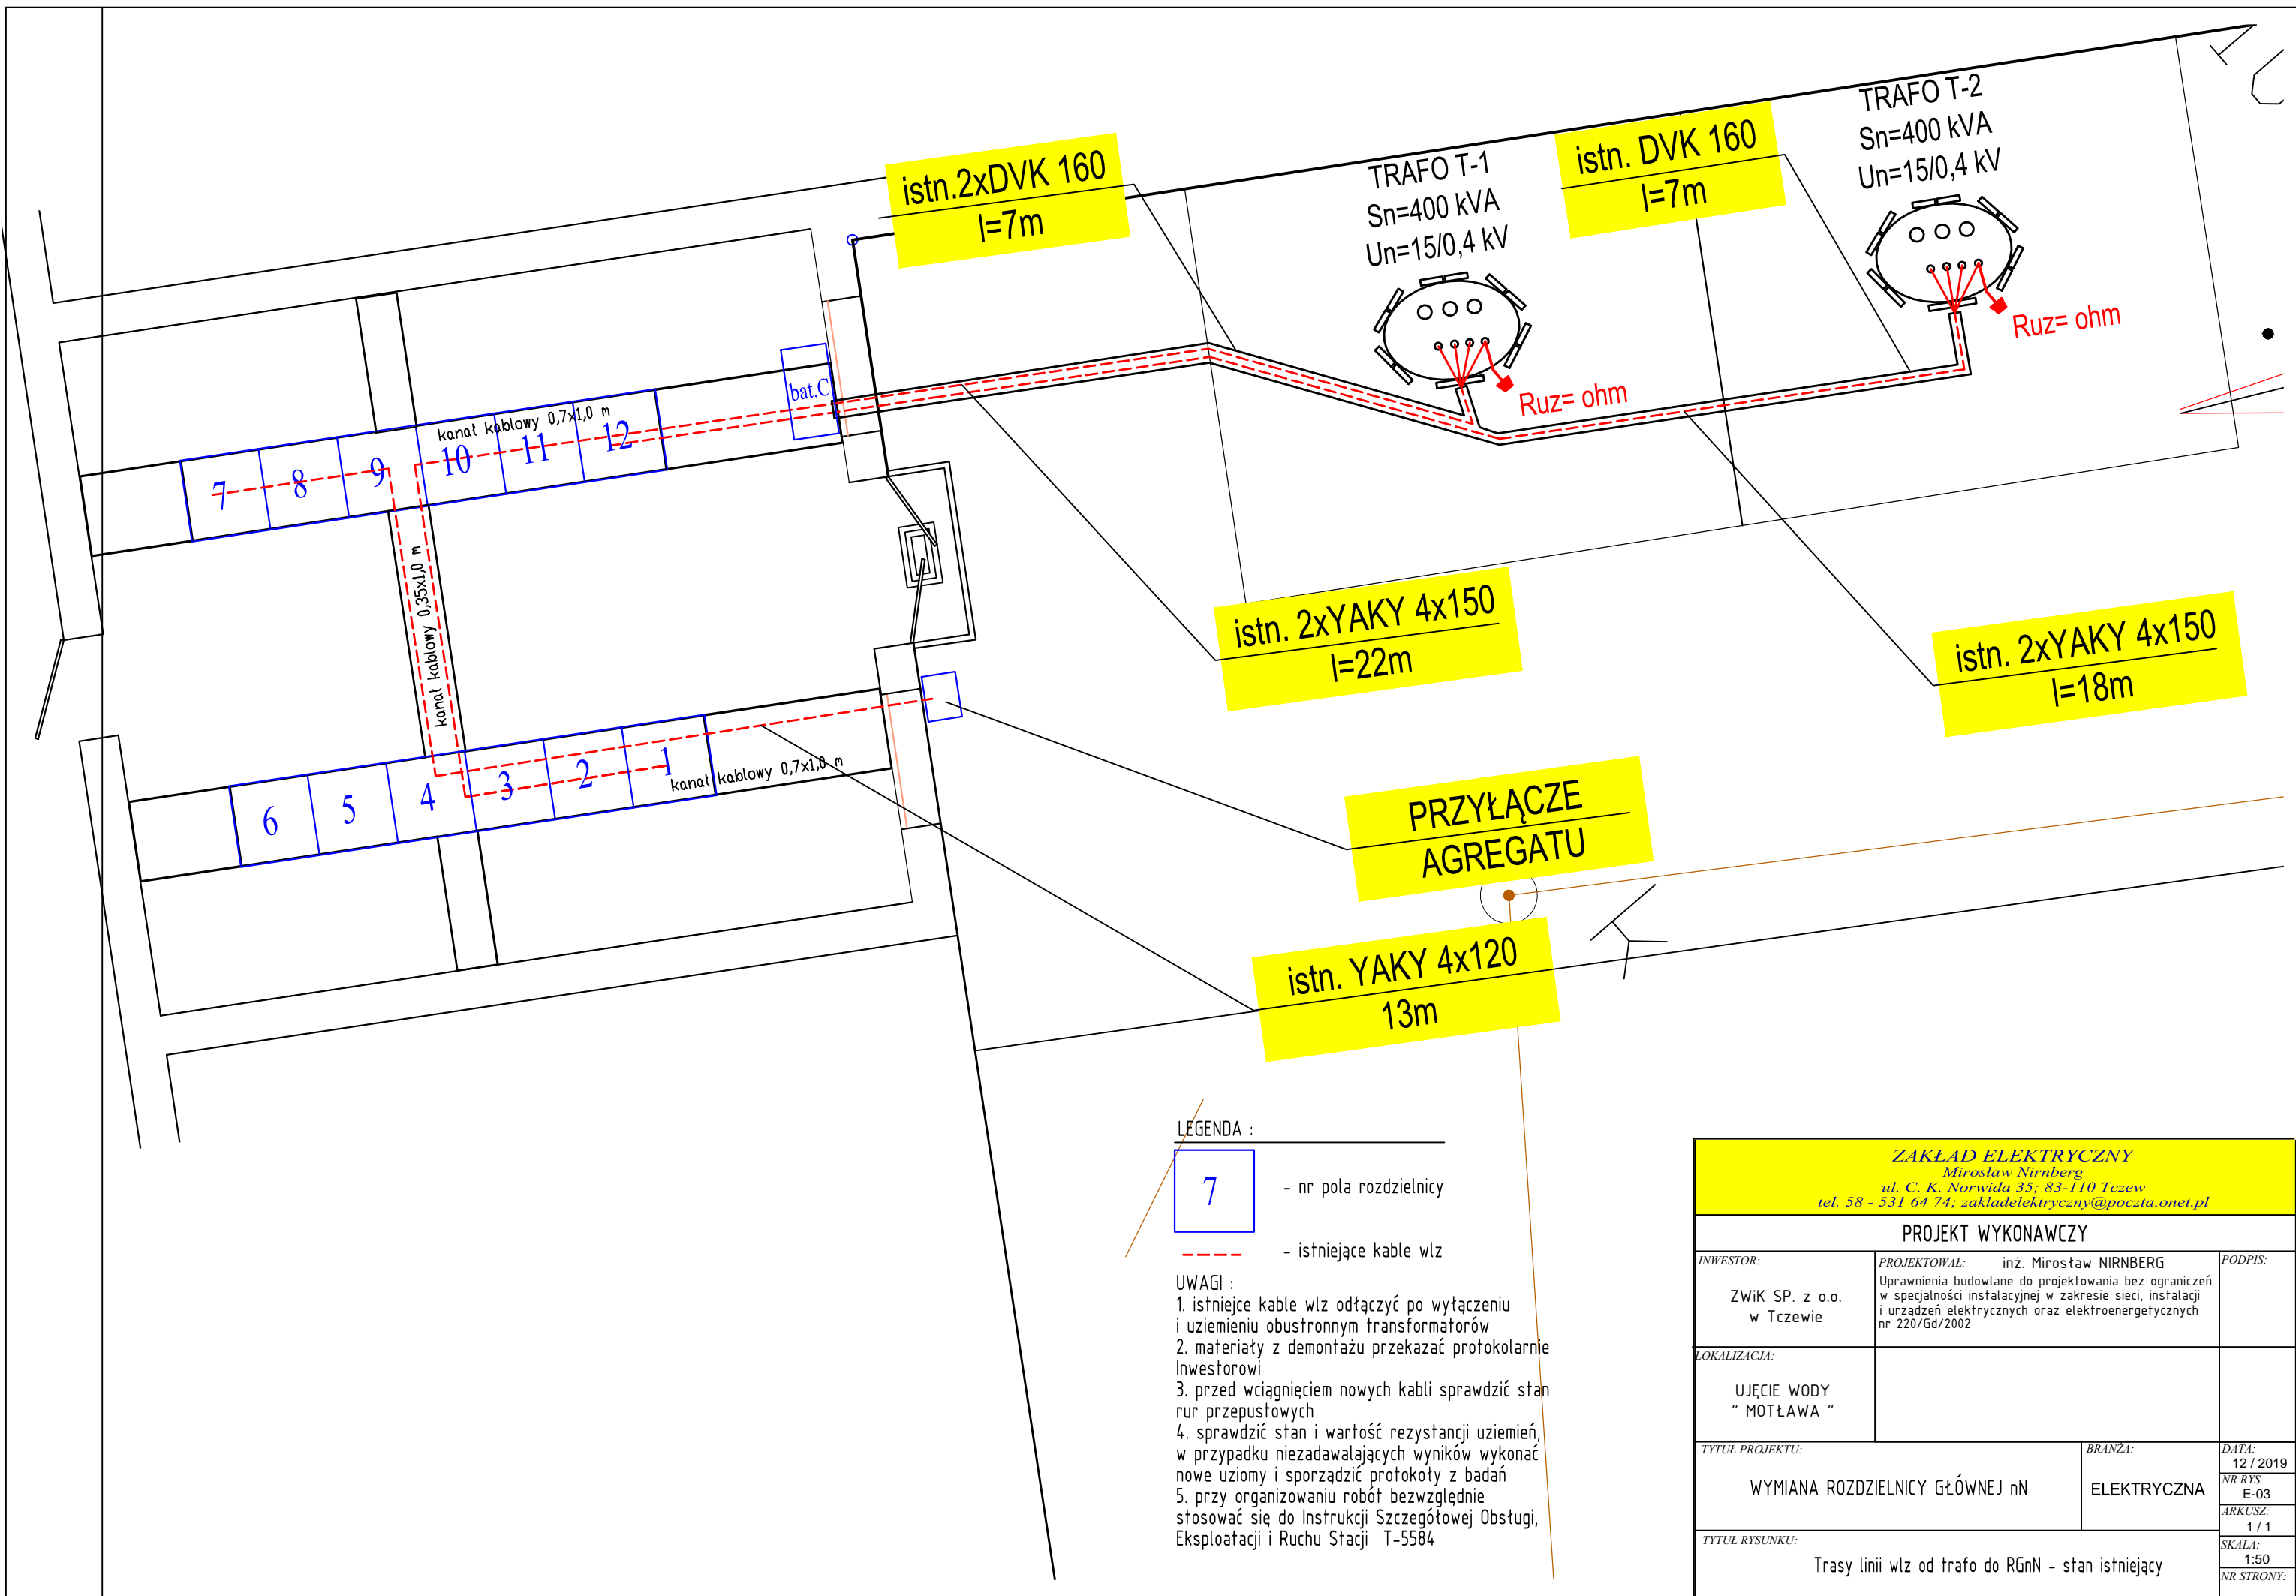 istn.2xDVK 160
l=7m
TRAFO T-1
Sn=400 kVA
Un=15/0,4 kV
istn. DVK 160
l=7m
TRAFO T-2
Sn=400 kVA
Un=15/0,4 kV
Ruz= ohm
Ruz= ohm
bat.C
kanał kablowy 0,7x1,0 m
7 8 9 10 11 12
kanał kablowy 0,35x1,0 m
istn. 2xYAKY 4x150
l=22m
istn. 2xYAKY 4x150
l=18m
6 5 4 3 2 1
kanał kablowy 0,7x1,0 m
PRZYŁĄCZE
AGREGATU
istn. YAKY 4x120
13m
LEGENDA :
7 - nr pola rozdzielnicy
- istniejące kable wlz
UWAGI :
1. istniejce kable wlz odłączyć po wyłączeniu
i uziemieniu obustronnym transformatorów
2. materiały z demontażu przekazać protokolarnie
Inwestorowi
3. przed wciągnięciem nowych kabli sprawdzić stan
rur przepustowych
4. sprawdzić stan i wartość rezystancji uziemień,
w przypadku niezadawalających wyników wykonać
nowe uziomy i sporządzić protokoły z badań
5. przy organizowaniu robót bezwzględnie
stosować się do Instrukcji Szczegółowej Obsługi,
Eksploatacji i Ruchu Stacji T-5584
ZAKŁAD ELEKTRYCZNY
Mirosław Nirnberg
ul. C. K. Norwida 35; 83-110 Tczew
tel. 58 - 531 64 74; zakladelektryczny@poczta.onet.pl
PROJEKT WYKONAWCZY
INWESTOR:
ZWiK SP. z o.o.
w Tczewie
PROJEKTOWAŁ: inż. Mirosław NIRNBERG
Uprawnienia budowlane do projektowania bez ograniczeń
w specjalności instalacyjnej w zakresie sieci, instalacji
i urządzeń elektrycznych oraz elektroenergetycznych
nr 220/Gd/2002
PODPIS:
LOKALIZACJA:
UJĘCIE WODY
" MOTŁAWA "
TYTUŁ PROJEKTU:
WYMIANA ROZDZIELNICY GŁÓWNEJ nN
BRANŻA:
ELEKTRYCZNA
DATA:
12 / 2019
NR RYS.
E-03
ARKUSZ:
1 / 1
TYTUŁ RYSUNKU:
Trasy linii wlz od trafo do RGnN - stan istniejący
SKALA:
1:50
NR STRONY: